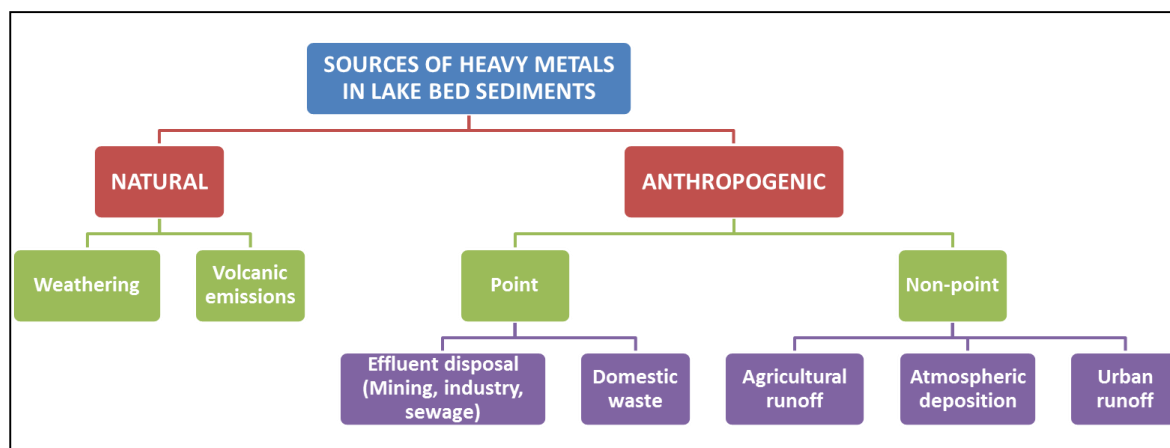 SOURCES OF HEAVY METALS
IN LAKE BED SEDIMENTS
NATURAL
ANTHROPOGENIC
Weathering
Volcanic
emissions
Point
Non-point
Effluent disposal
(Mining, industry,
sewage)
Domestic
waste
Agricultural
runoff
Atmospheric
deposition
Urban
runoff